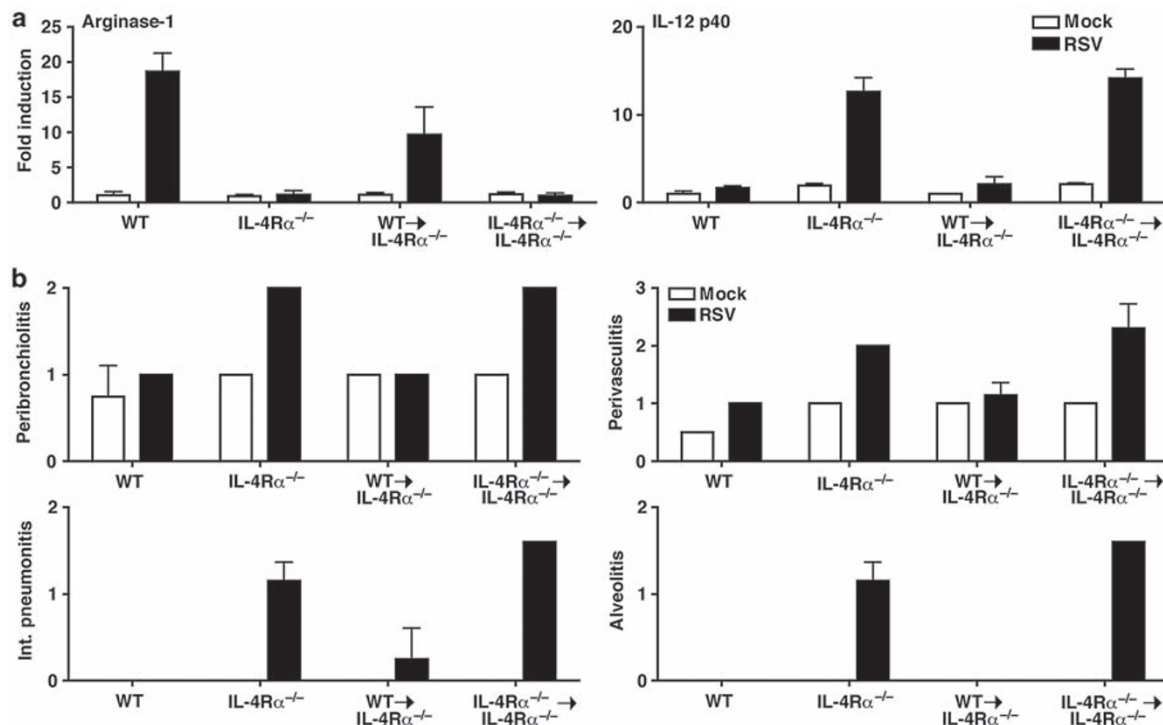 a
Arginase-1
Fold induction
25
20
15
10
5
0
WT
IL-4Rα−/−
WT→
IL-4Rα−/−
IL-4Rα−/− →
IL-4Rα−/−
IL-12 p40
Mock
RSV
20
10
0
WT
IL-4Rα−/−
WT→
IL-4Rα−/−
IL-4Rα−/− →
IL-4Rα−/−
b
Peribronchiolitis
2
1
0
WT
IL-4Rα−/−
WT→
IL-4Rα−/−
IL-4Rα−/− →
IL-4Rα−/−
Perivasculitis
Mock
RSV
3
2
1
0
WT
IL-4Rα−/−
WT→
IL-4Rα−/−
IL-4Rα−/− →
IL-4Rα−/−
Int. pneumonitis
2
1
0
WT
IL-4Rα−/−
WT→
IL-4Rα−/−
IL-4Rα−/− →
IL-4Rα−/−
Alveolitis
2
1
0
WT
IL-4Rα−/−
WT→
IL-4Rα−/−
IL-4Rα−/− →
IL-4Rα−/−